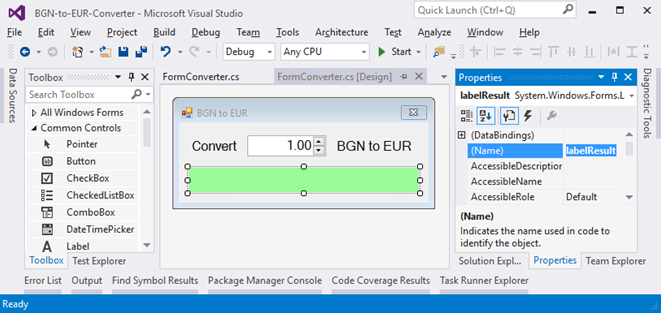 BGN-to-EUR-Converter - Microsoft Visual Studio
Quick Launch (Ctrl+Q)
File Edit View Project Build Debug Team Tools Architecture Test Analyze Window Help
Debug Any CPU Start
Data Sources
Toolbox
Search Toolbox
All Windows Forms
Common Controls
Pointer
Button
CheckBox
CheckedListBox
ComboBox
DateTimePicker
Label
Toolbox Test Explorer
FormConverter.cs FormConverter.cs [Design]
BGN to EUR
Convert 1.00 BGN to EUR
Properties
labelResult System.Windows.Forms.L
(DataBindings)
(Name) labelResult
AccessibleDescription
AccessibleName
AccessibleRole Default
(Name)
Indicates the name used in code to
identify the object.
Solution Expl... Properties Team Explorer
Diagnostic Tools
Error List Output Find Symbol Results Package Manager Console Code Coverage Results Task Runner Explorer
Ready